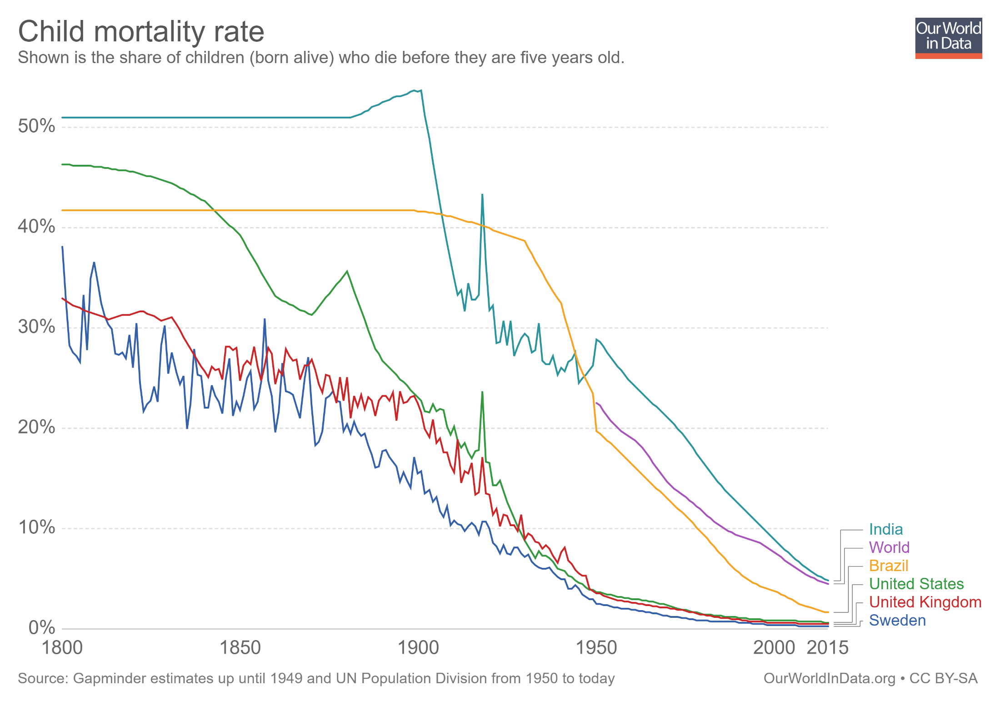 Child mortality rate
Shown is the share of children (born alive) who die before they are five years old.
Our World
in Data
50%
40%
30%
20%
10%
0%
1800 1850 1900 1950 2000 2015
India
World
Brazil
United States
United Kingdom
Sweden
Source: Gapminder estimates up until 1949 and UN Population Division from 1950 to today
OurWorldInData.org • CC BY-SA